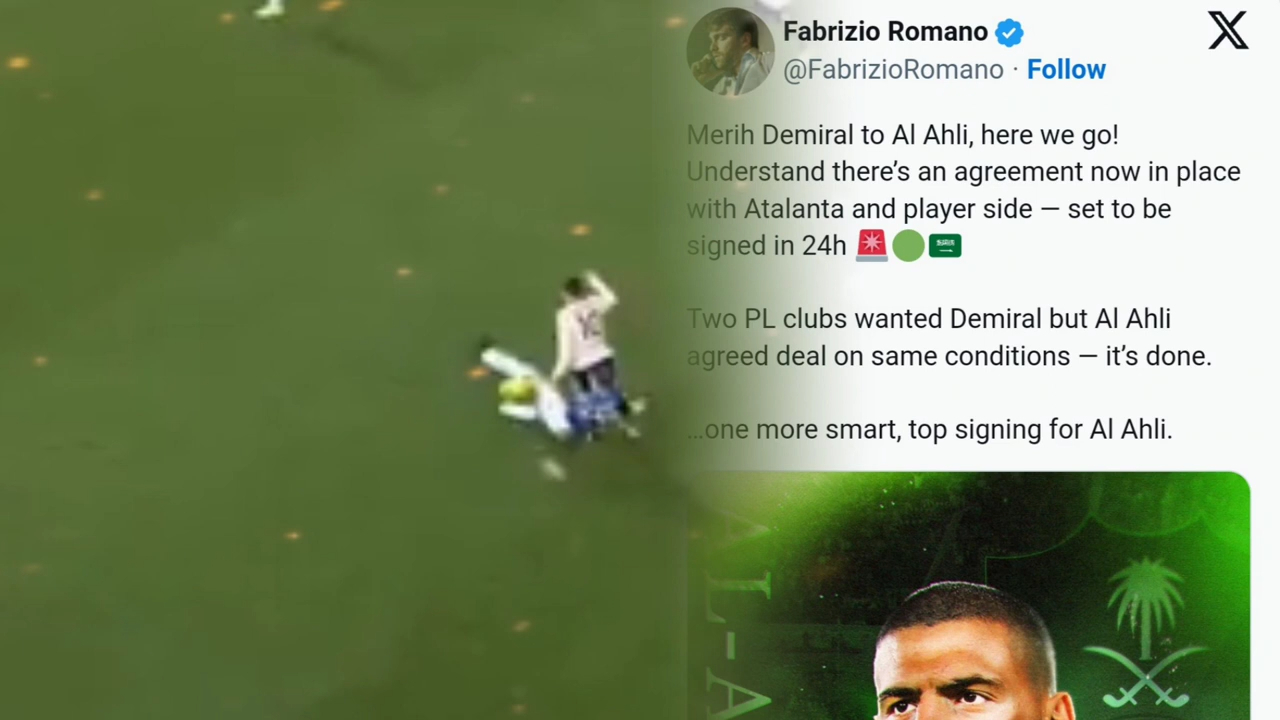 Fabrizio Romano
@FabrizioRomano · Follow
Merih Demiral to Al Ahli, here we go!
Understand there’s an agreement now in place
with Atalanta and player side — set to be
signed in 24h
Two PL clubs wanted Demiral but Al Ahli
agreed deal on same conditions — it’s done.
…one more smart, top signing for Al Ahli.
AL-A